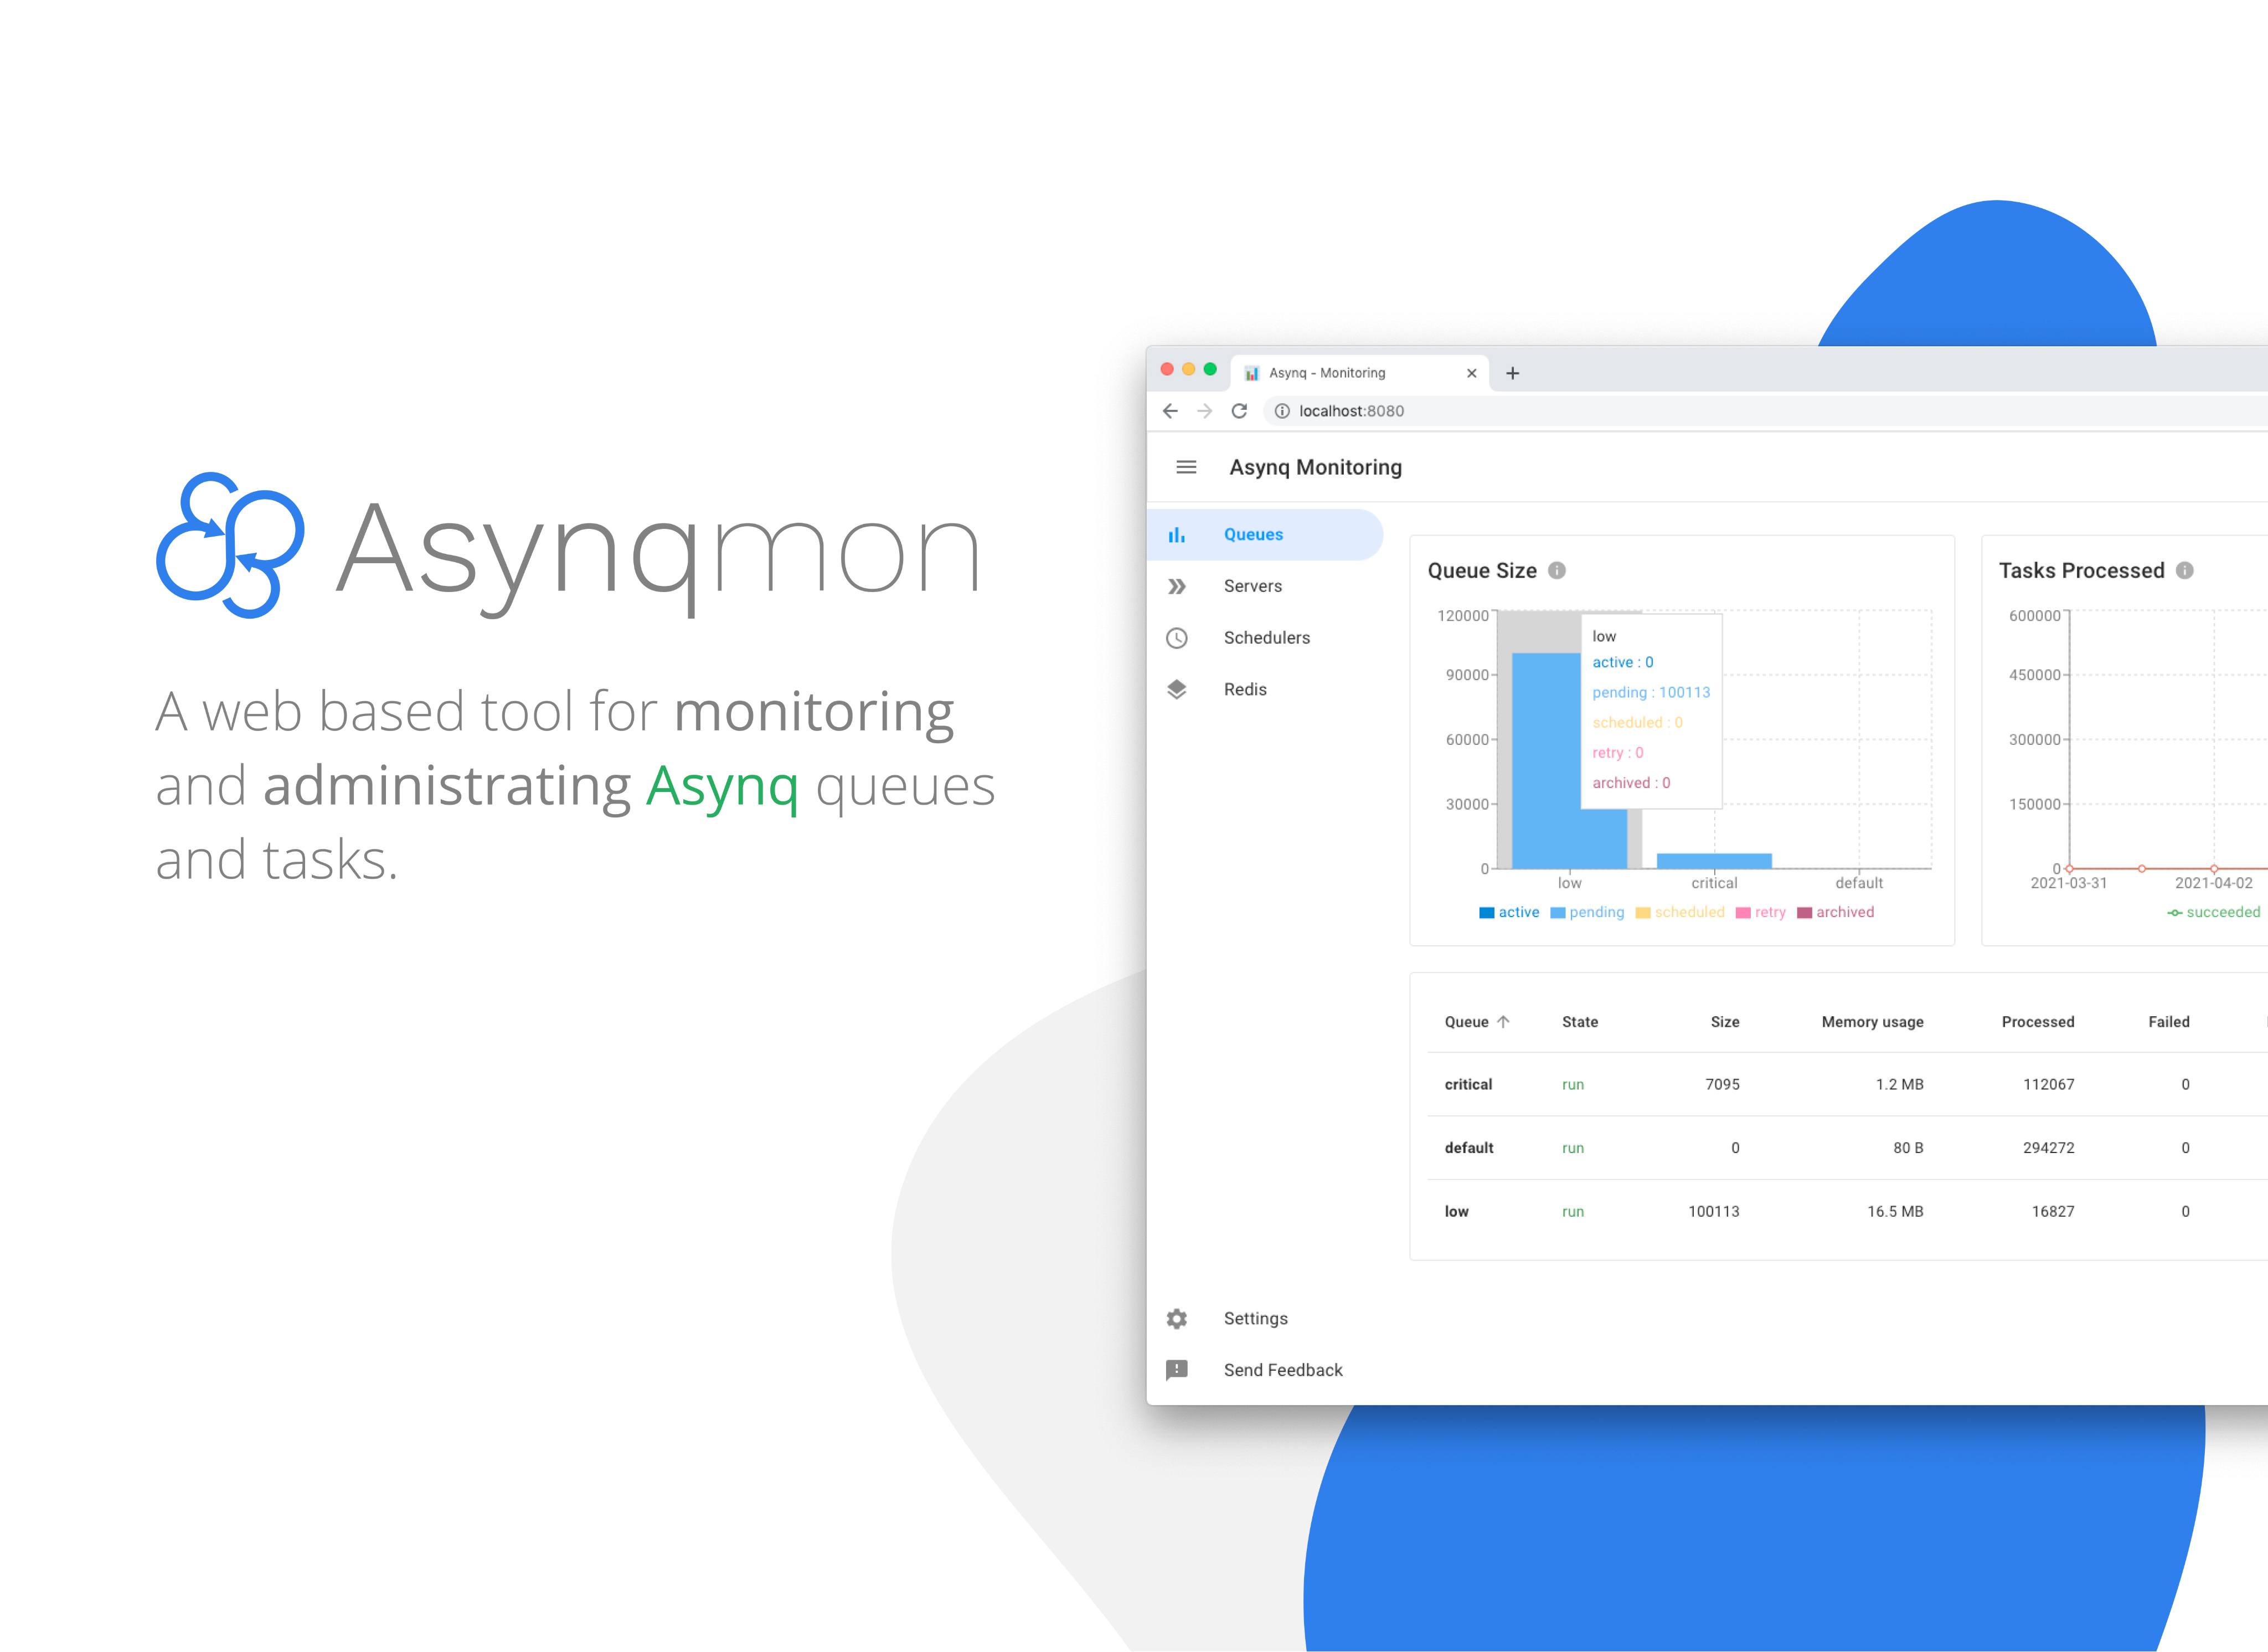 Asynqmon
A web based tool for monitoring
and administrating Asynq queues
and tasks.
Asynq - Monitoring
localhost:8080
Asynq Monitoring
Queues
Servers
Schedulers
Redis
Settings
Send Feedback
Queue Size
120000
90000
60000
30000
0
low
active : 0
pending : 100113
scheduled : 0
retry : 0
archived : 0
low critical default
active pending scheduled retry archived
Tasks Processed
600000
450000
300000
150000
0
2021-03-31 2021-04-02
succeeded
Queue State Size Memory usage Processed Failed
critical run 7095 1.2 MB 112067 0
default run 0 80 B 294272 0
low run 100113 16.5 MB 16827 0